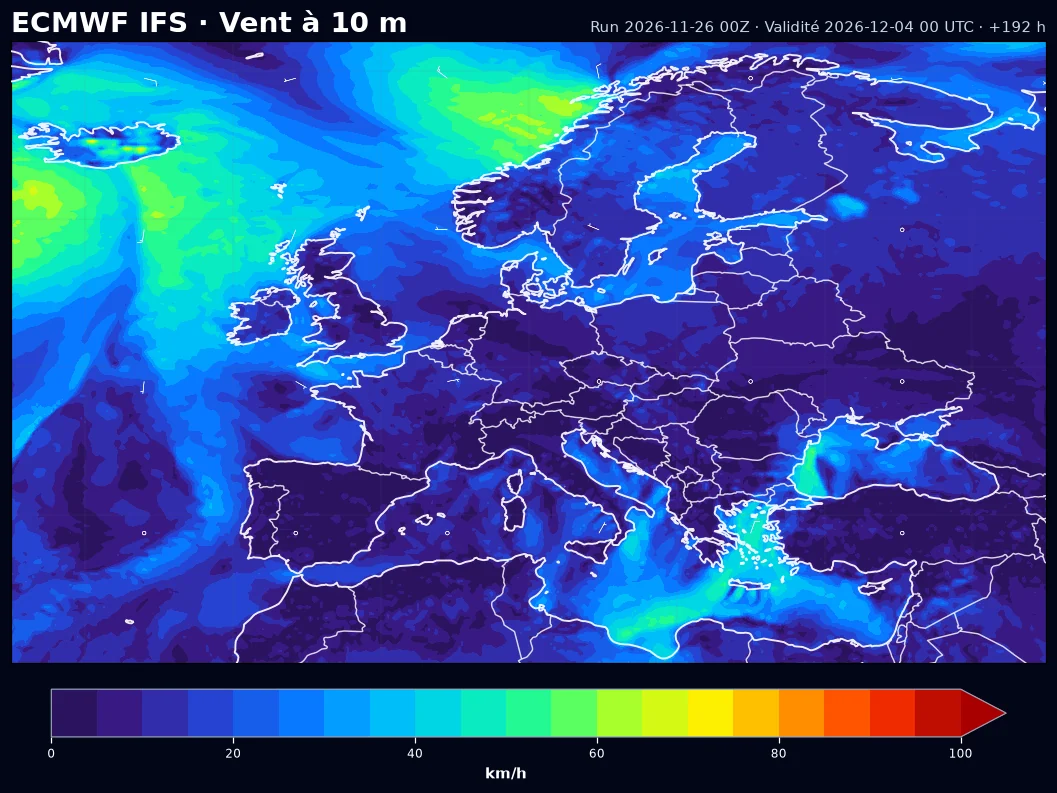 ECMWF IFS · Vent à 10 m
Run 2026-11-26 00Z · Validité 2026-12-04 00 UTC · +192 h
0 20 40 60 80 100
km/h